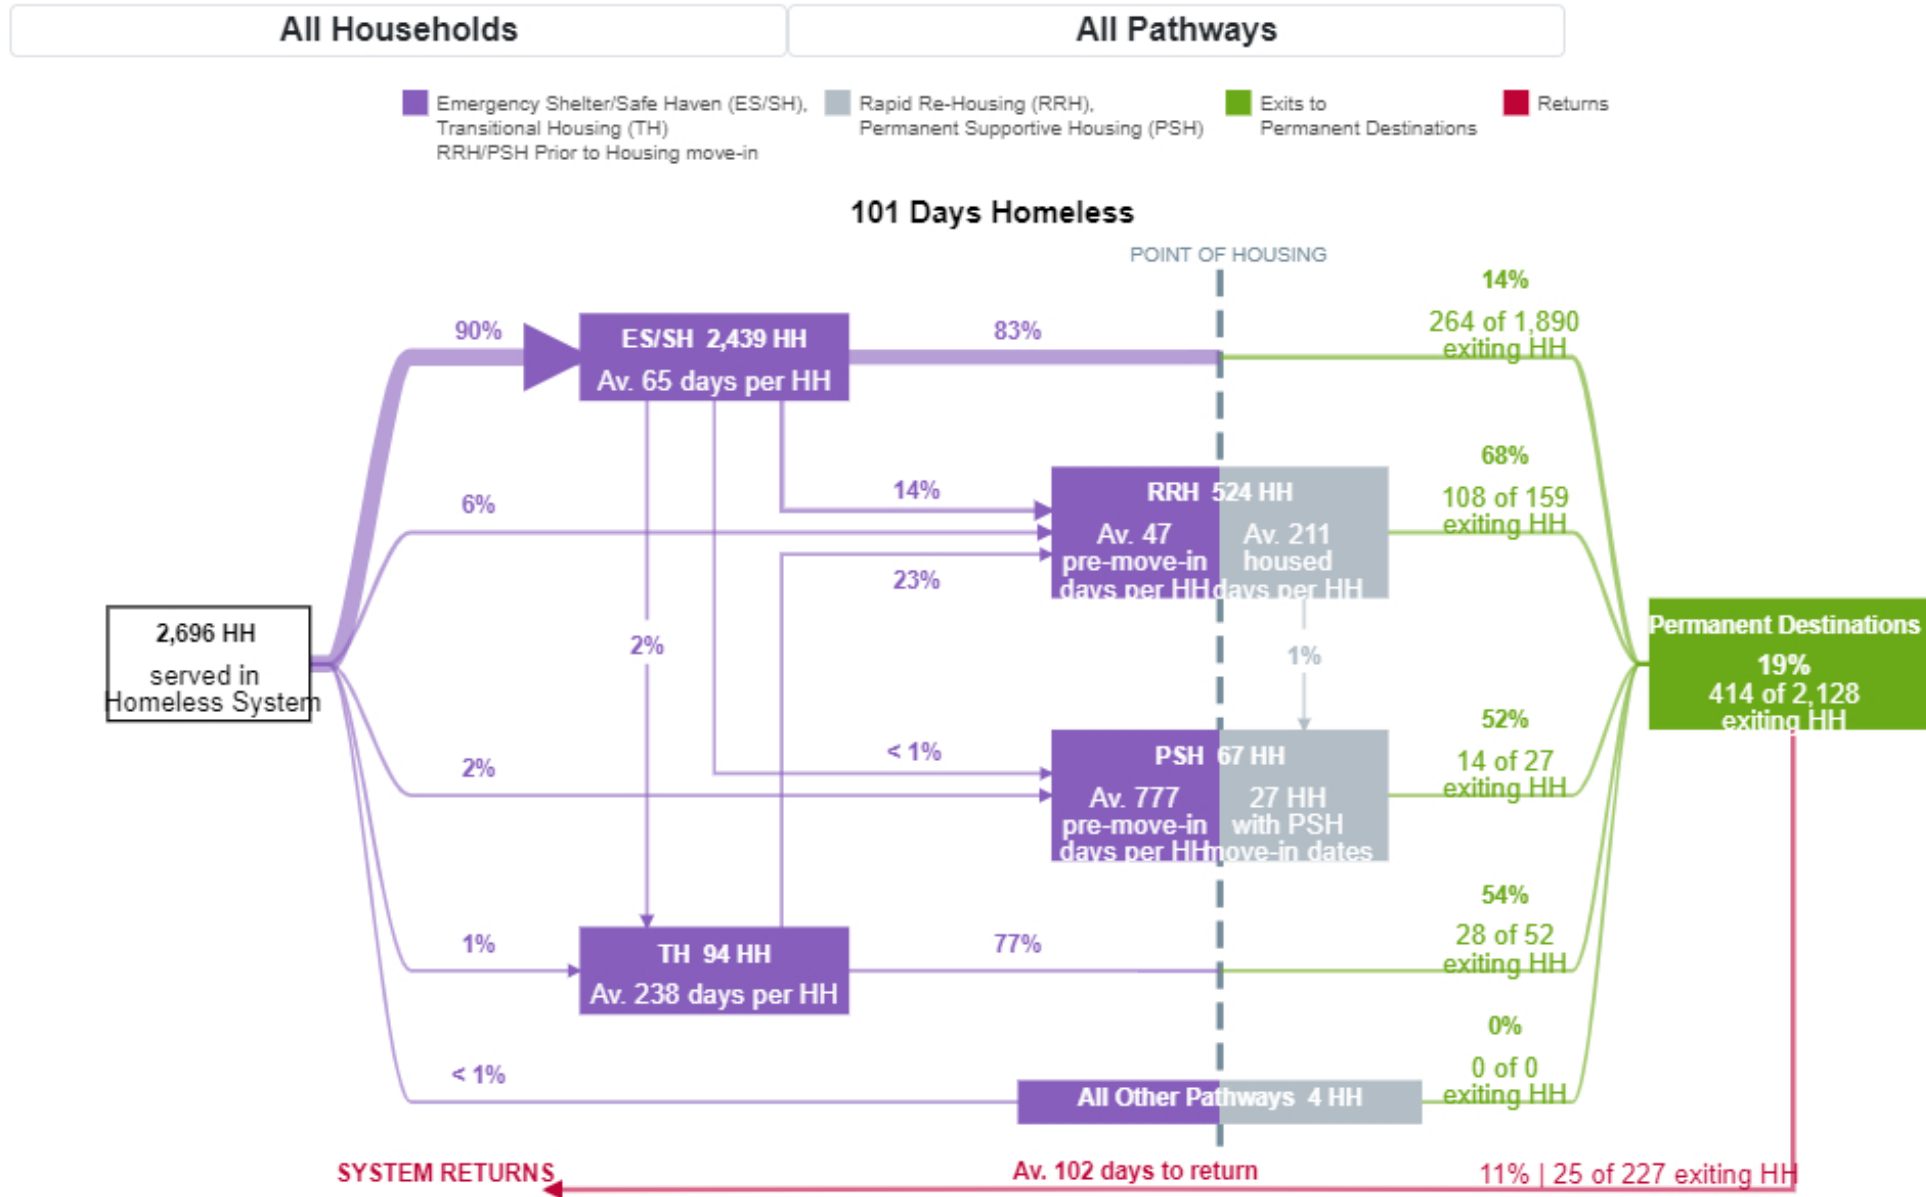 All Households
All Pathways
Emergency Shelter/Safe Haven (ES/SH),
Transitional Housing (TH)
RRH/PSH Prior to Housing move-in
Rapid Re-Housing (RRH),
Permanent Supportive Housing (PSH)
Exits to
Permanent Destinations
Returns
101 Days Homeless
POINT OF HOUSING
90%
ES/SH 2,439 HH
Av. 65 days per HH
83%
14%
264 of 1,890
exiting HH
6%
14%
23%
RRH 524 HH
Av. 47
pre-move-in
days per HH
Av. 211
housed
days per HH
68%
108 of 159
exiting HH
2,696 HH
served in
Homeless System
2%
1%
Permanent Destinations
19%
414 of 2,128
exiting HH
2%
< 1%
PSH 67 HH
Av. 777
pre-move-in
days per HH
27 HH
with PSH
move-in dates
52%
14 of 27
exiting HH
1%
TH 94 HH
Av. 238 days per HH
77%
54%
28 of 52
exiting HH
< 1%
All Other Pathways 4 HH
0%
0 of 0
exiting HH
SYSTEM RETURNS
Av. 102 days to return
11% | 25 of 227 exiting HH